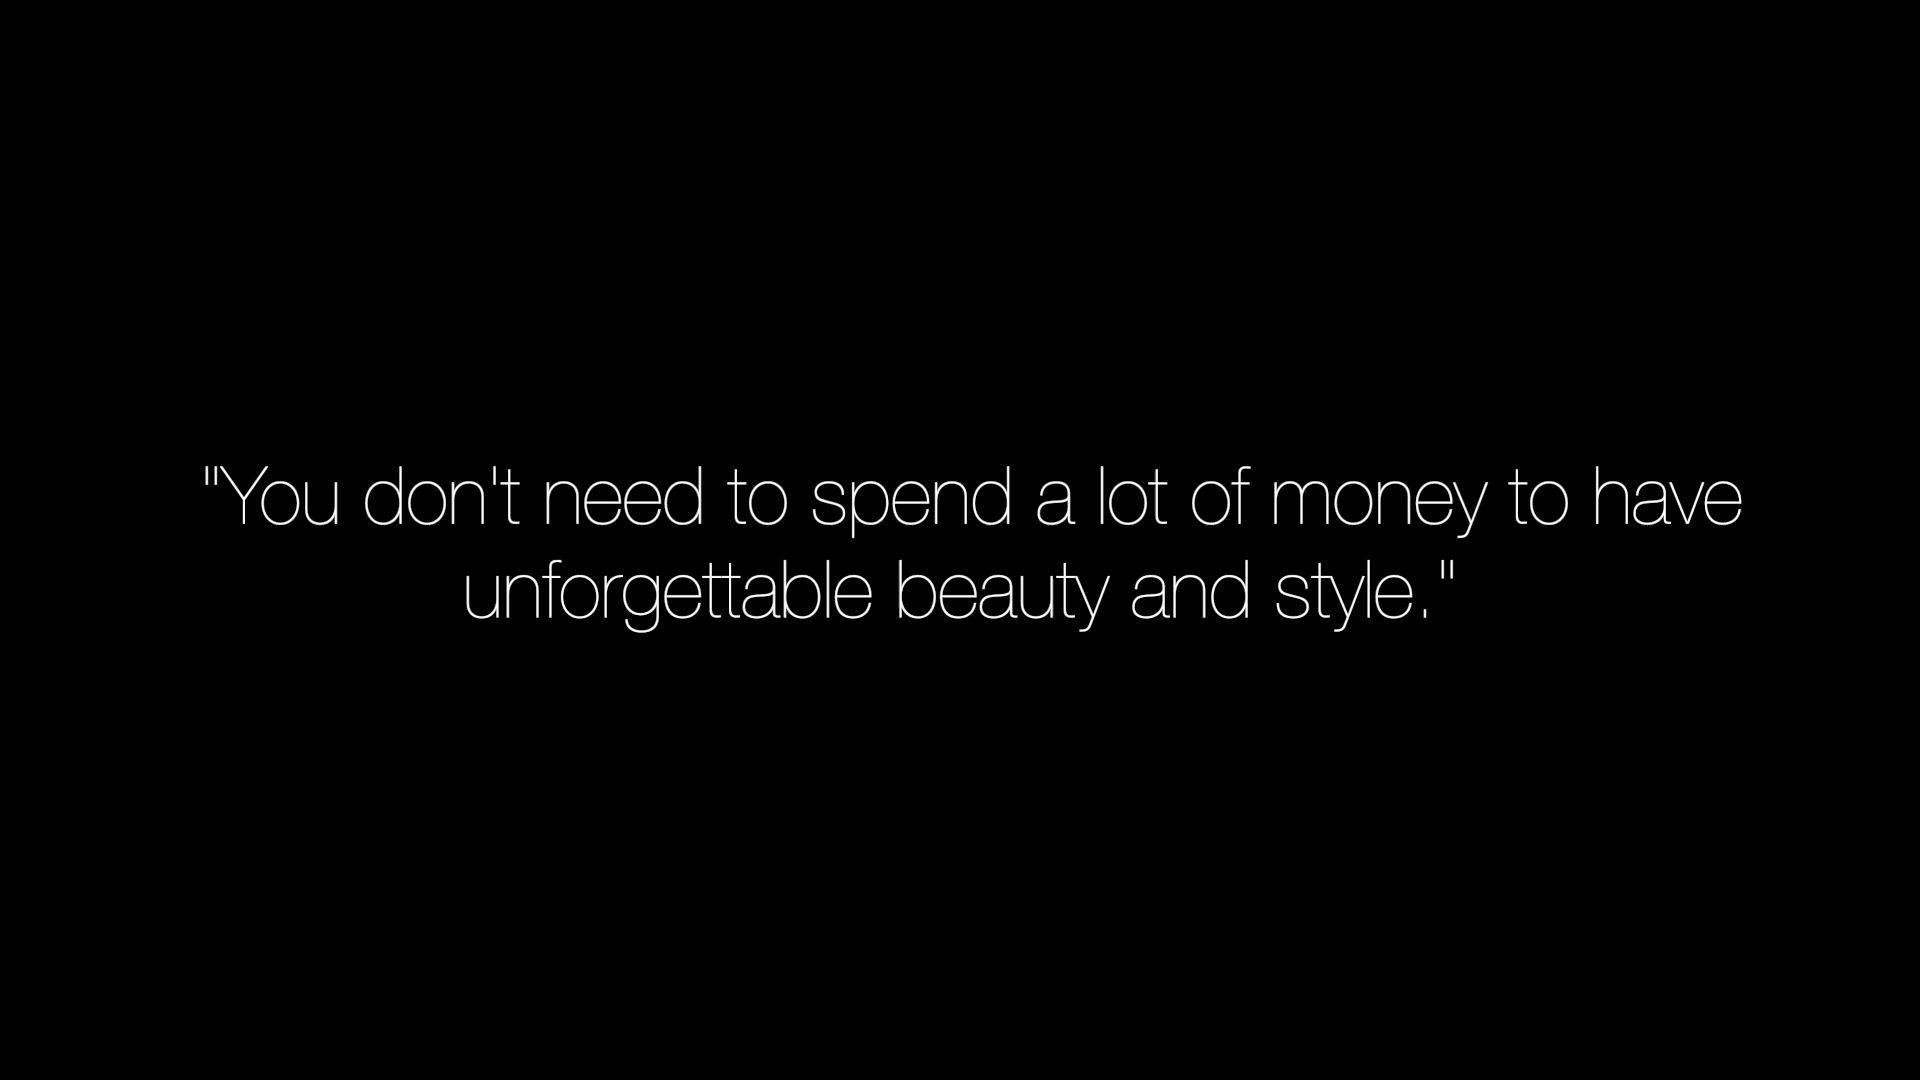 "You don't need to spend a lot of money to have
unforgettable beauty and style."